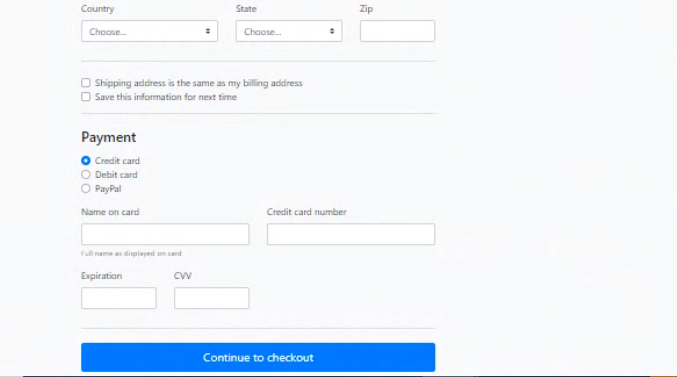 Country State Zip
Choose... Choose...
Shipping address is the same as my billing address
Save this information for next time
Payment
Credit card
Debit card
PayPal
Name on card Credit card number
Full name as displayed on card
Expiration CVV
Continue to checkout